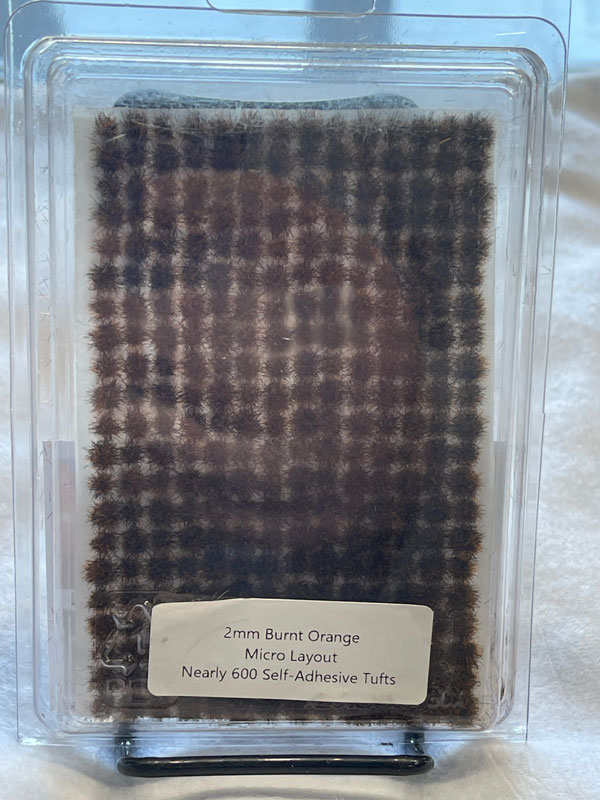 2mm Burnt Orange
Micro Layout
Nearly 600 Self-Adhesive Tufts